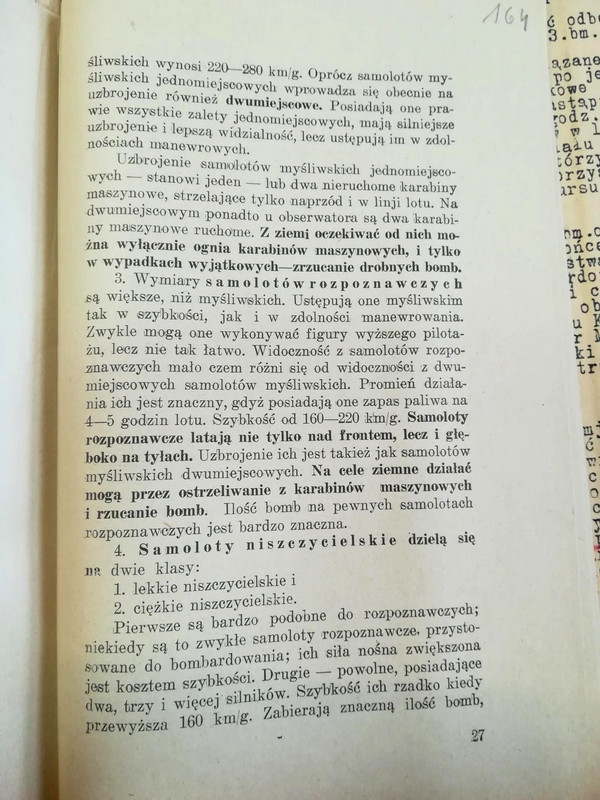 164
śliwskich wynosi 220—280 km/g. Oprócz samolotów my-
śliwskich jednomiejscowych wprowadza się obecnie na
uzbrojenie również dwumiejscowe. Posiadają one pra-
wie wszystkie zalety jednomiejscowych, mają silniejsze
uzbrojenie i lepszą widzialność, lecz ustępują im w zdol-
nościach manewrowych.
Uzbrojenie samolotów myśliwskich jednomiejsco-
wych — stanowi jeden — lub dwa nieruchome karabiny
maszynowe, strzelające tylko naprzód i w linji lotu. Na
dwumiejscowym ponadto u obserwatora są dwa karabi-
ny maszynowe ruchome. Z ziemi oczekiwać od nich mo-
żna wyłącznie ognia karabinów maszynowych, i tylko
w wypadkach wyjątkowych—zrzucanie drobnych bomb.
3. Wymiary samolotów rozpoznawczych
są większe, niż myśliwskich. Ustępują one myśliwskim
tak w szybkości, jak i w zdolności manewrowania.
Zwykle mogą one wykonywać figury wyższego pilota-
żu, lecz nie tak łatwo. Widoczność z samolotów rozpo-
znawczych mało czem różni się od widoczności z dwu-
miejscowych samolotów myśliwskich. Promień działa-
nia ich jest znaczny, gdyż posiadają one zapas paliwa na
4—5 godzin lotu. Szybkość od 160—220 km/g. Samoloty
rozpoznawcze latają nie tylko nad frontem, lecz i głę-
boko na tyłach. Uzbrojenie ich jest takież jak samolotów
myśliwskich dwumiejscowych. Na cele ziemne działać
mogą przez ostrzeliwanie z karabinów maszynowych
i rzucanie bomb. Ilość bomb na pewnych samolotach
rozpoznawczych jest bardzo znaczna.
4. Samoloty niszczycielskie dzielą się
na dwie klasy:
1. lekkie niszczycielskie i
2. ciężkie niszczycielskie.
Pierwsze są bardzo podobne do rozpoznawczych;
niekiedy są to zwykłe samoloty rozpoznawcze, przysto-
sowane do bombardowania; ich siła nośna zwiększona
jest kosztem szybkości. Drugie — powolne, posiadające
dwa, trzy i więcej silników. Szybkość ich rzadko kiedy
przewyższa 160 km/g. Zabierają znaczną ilość bomb,
27